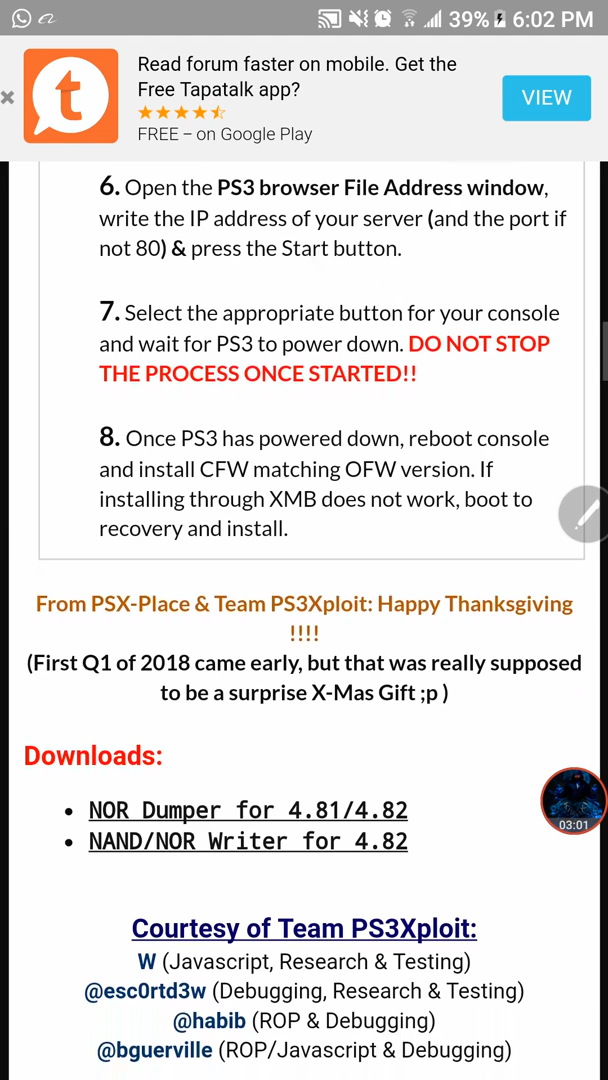 39% 6:02 PM
Read forum faster on mobile. Get the
Free Tapatalk app?
FREE – on Google Play
VIEW
6. Open the PS3 browser File Address window,
write the IP address of your server (and the port if
not 80) & press the Start button.
7. Select the appropriate button for your console
and wait for PS3 to power down. DO NOT STOP
THE PROCESS ONCE STARTED!!
8. Once PS3 has powered down, reboot console
and install CFW matching OFW version. If
installing through XMB does not work, boot to
recovery and install.
From PSX-Place & Team PS3Xploit: Happy Thanksgiving
!!!!
(First Q1 of 2018 came early, but that was really supposed
to be a surprise X-Mas Gift ;p )
Downloads:
• NOR Dumper for 4.81/4.82
• NAND/NOR Writer for 4.82
03:01
Courtesy of Team PS3Xploit:
W (Javascript, Research & Testing)
@esc0rtd3w (Debugging, Research & Testing)
@habib (ROP & Debugging)
@bguerville (ROP/Javascript & Debugging)